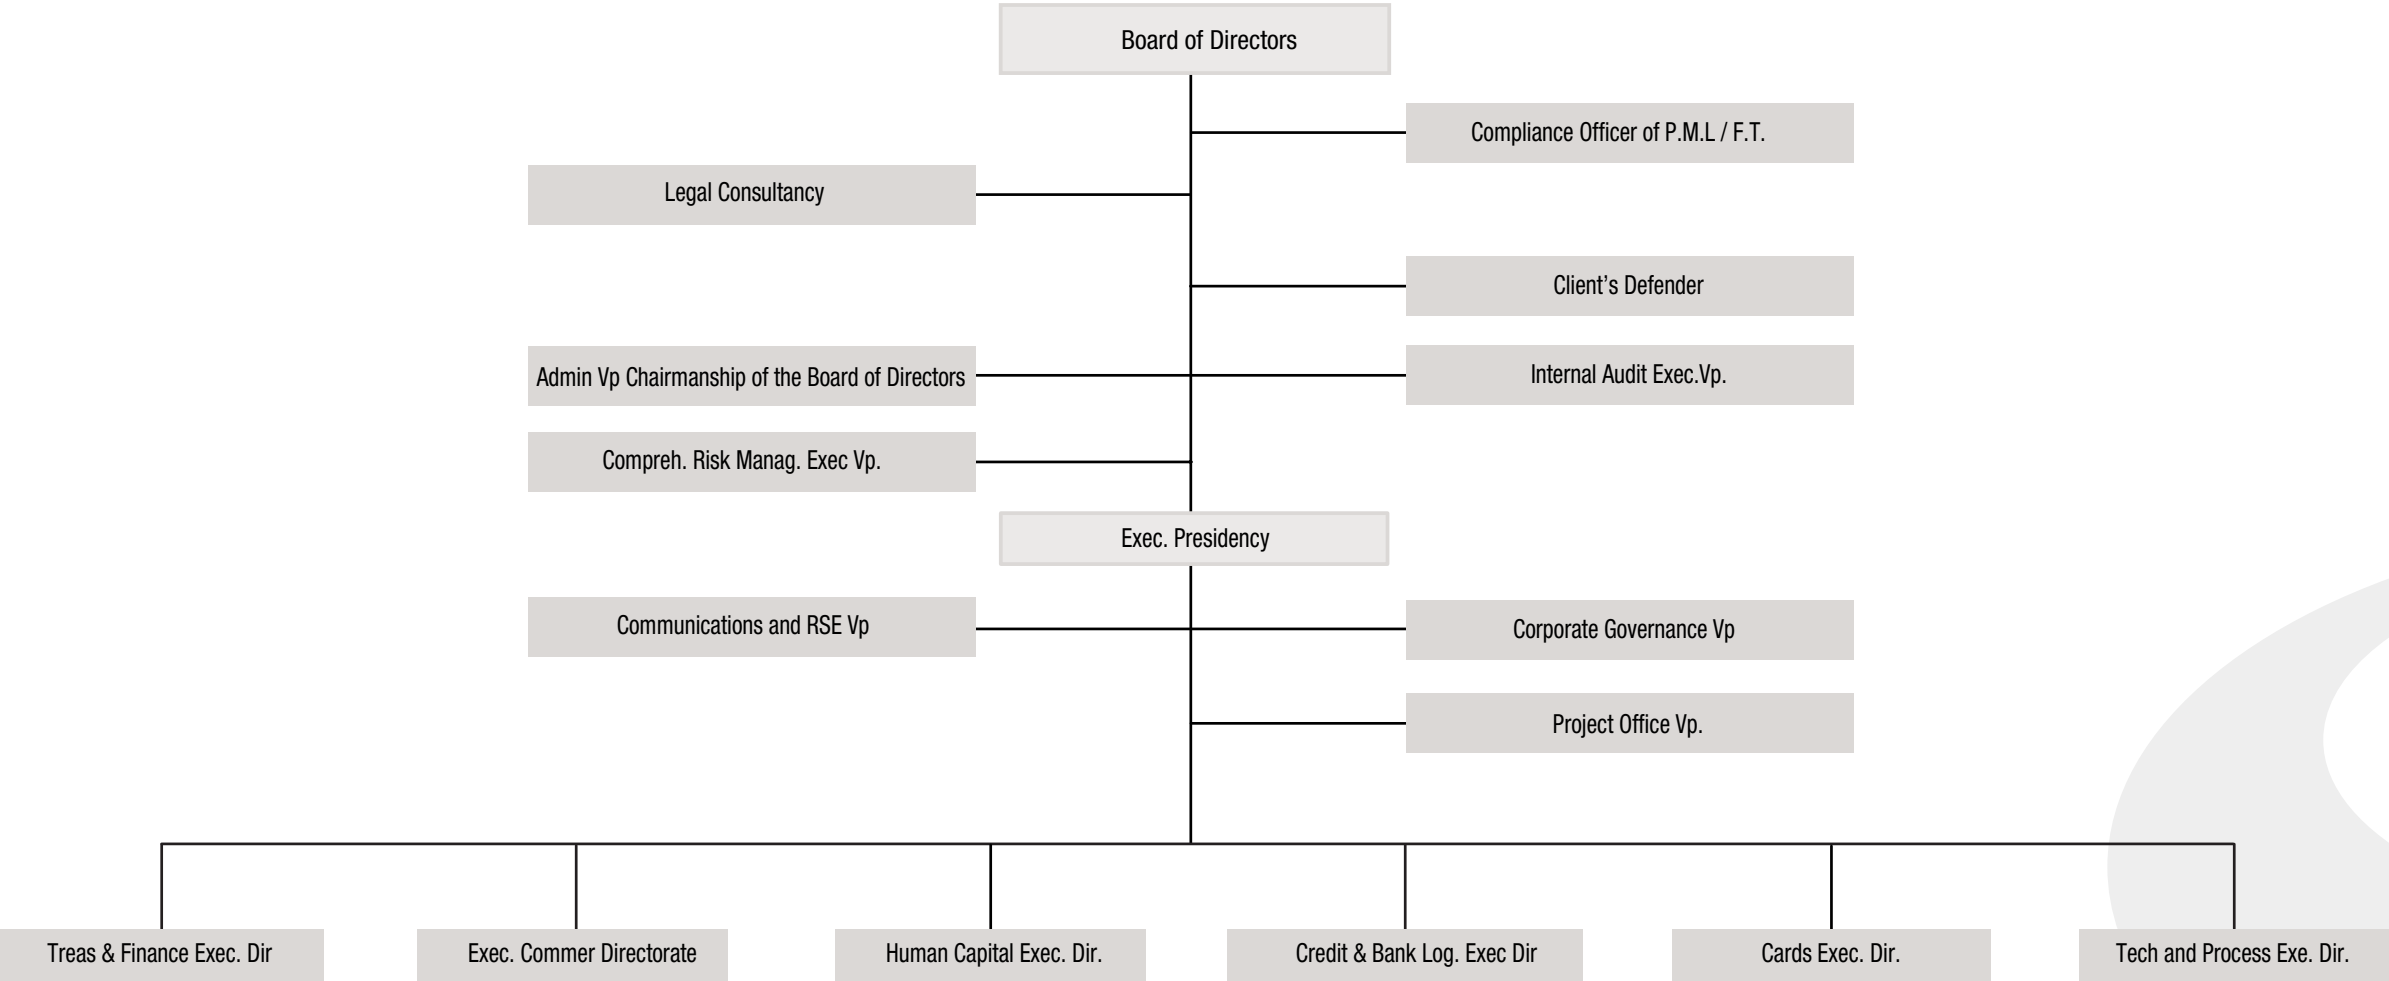 Board of Directors
Compliance Officer of P.M.L / F.T.
Legal Consultancy
Client's Defender
Admin Vp Chairmanship of the Board of Directors
Internal Audit Exec.Vp.
Compreh. Risk Manag. Exec Vp.
Exec. Presidency
Communications and RSE Vp
Corporate Governance Vp
Project Office Vp.
Treas & Finance Exec. Dir
Exec. Commer Directorate
Human Capital Exec. Dir.
Credit & Bank Log. Exec Dir
Cards Exec. Dir.
Tech and Process Exe. Dir.